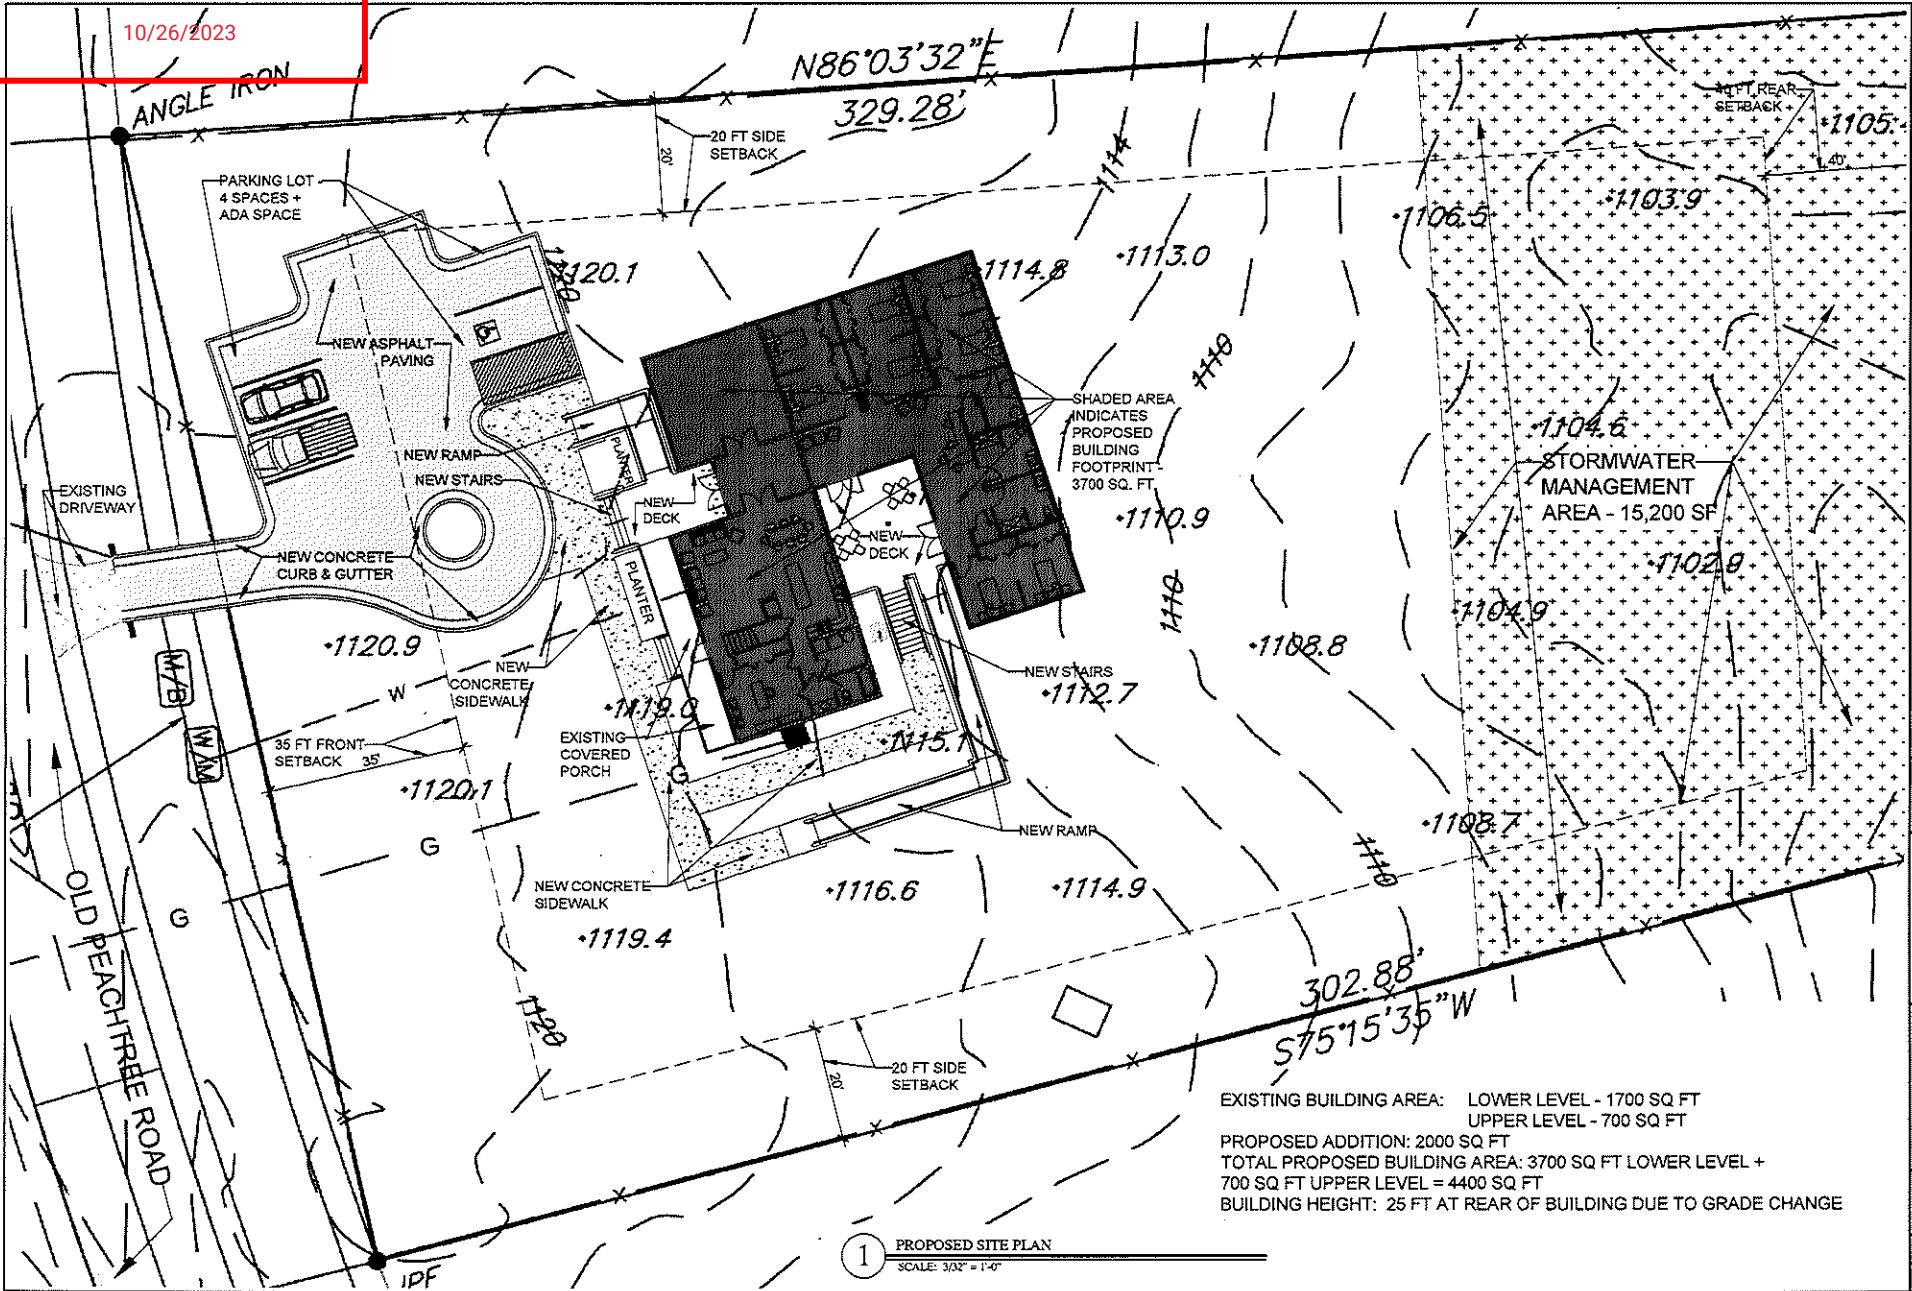 10/26/2023
ANGLE IRON
N86°03'32"E
329.28'
20 FT SIDE
SETBACK
20'
40 FT REAR
SETBACK
1105.
40'
1114
PARKING LOT
4 SPACES +
ADA SPACE
1106.5
1103.9
1120
1120.1
1114.8
1113.0
NEW ASPHALT
PAVING
1110
SHADED AREA
INDICATES
PROPOSED
BUILDING
FOOTPRINT -
3700 SQ. FT.
NEW RAMP
PLANTER
NEW STAIRS
1104.6
STORMWATER
MANAGEMENT
AREA - 15,200 SF
EXISTING
DRIVEWAY
NEW
DECK
NEW
DECK
1110.9
NEW CONCRETE
CURB & GUTTER
PLANTER
1102.9
1110
1104.9
1120.9
1108.8
M/B
W
NEW
CONCRETE
SIDEWALK
NEW STAIRS
1112.7
1119.0
W/M
35 FT FRONT
SETBACK
35'
EXISTING
COVERED
PORCH
1115.1
G
1120.1
1108.7
NEW RAMP
G
1110
OLD PEACHTREE ROAD
G
NEW CONCRETE
SIDEWALK
1116.6
1114.9
1119.4
302.88'
S75°15'35"W
1120
20 FT SIDE
SETBACK
20'
EXISTING BUILDING AREA: LOWER LEVEL - 1700 SQ FT
UPPER LEVEL - 700 SQ FT
PROPOSED ADDITION: 2000 SQ FT
TOTAL PROPOSED BUILDING AREA: 3700 SQ FT LOWER LEVEL +
700 SQ FT UPPER LEVEL = 4400 SQ FT
BUILDING HEIGHT: 25 FT AT REAR OF BUILDING DUE TO GRADE CHANGE
1 PROPOSED SITE PLAN
SCALE: 3/32" = 1'-0"
IPF